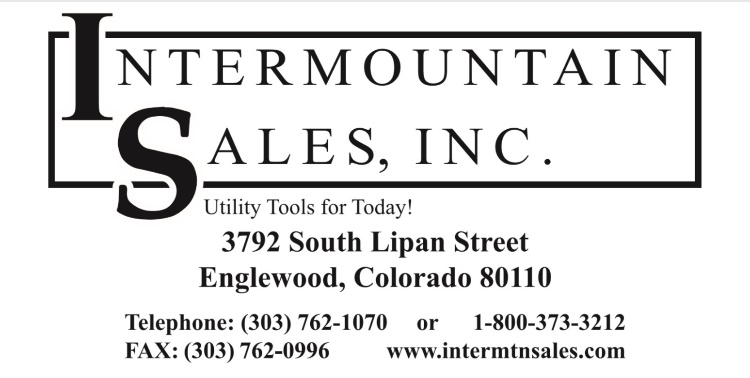 INTERMOUNTAIN
SALES, INC.
Utility Tools for Today!
3792 South Lipan Street
Englewood, Colorado 80110
Telephone: (303) 762-1070 or 1-800-373-3212
FAX: (303) 762-0996 www.intermtnsales.com